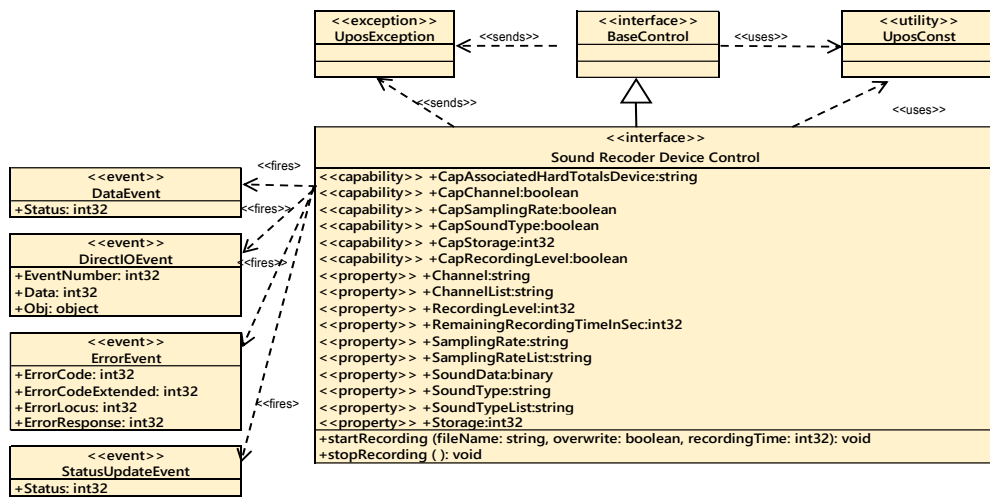 <<exception>>
UposException
<<sends>>
<<interface>>
BaseControl
<<uses>>
<<utility>>
UposConst
<<sends>>
<<uses>>
<<interface>>
Sound Recoder Device Control
<<capability>> +CapAssociatedHardTotalsDevice:string
<<capability>> +CapChannel:boolean
<<capability>> +CapSamplingRate:boolean
<<capability>> +CapSoundType:boolean
<<capability>> +CapStorage:int32
<<capability>> +CapRecordingLevel:boolean
<<property>> +Channel:string
<<property>> +ChannelList:string
<<property>> +RecordingLevel:int32
<<property>> +RemainingRecordingTimeInSec:int32
<<property>> +SamplingRate:string
<<property>> +SamplingRateList:string
<<property>> +SoundData:binary
<<property>> +SoundType:string
<<property>> +SoundTypeList:string
<<property>> +Storage:int32
+startRecording (fileName: string, overwrite: boolean, recordingTime: int32): void
+stopRecording ( ): void
<<fires>
<<event>>
DataEvent
+Status: int32
<<fires>>
<<event>>
DirectIOEvent
+EventNumber: int32
+Data: int32
+Obj: object
<<fires>>
<<event>>
ErrorEvent
+ErrorCode: int32
+ErrorCodeExtended: int32
+ErrorLocus: int32
+ErrorResponse: int32
<<fires>
<<event>>
StatusUpdateEvent
+Status: int32